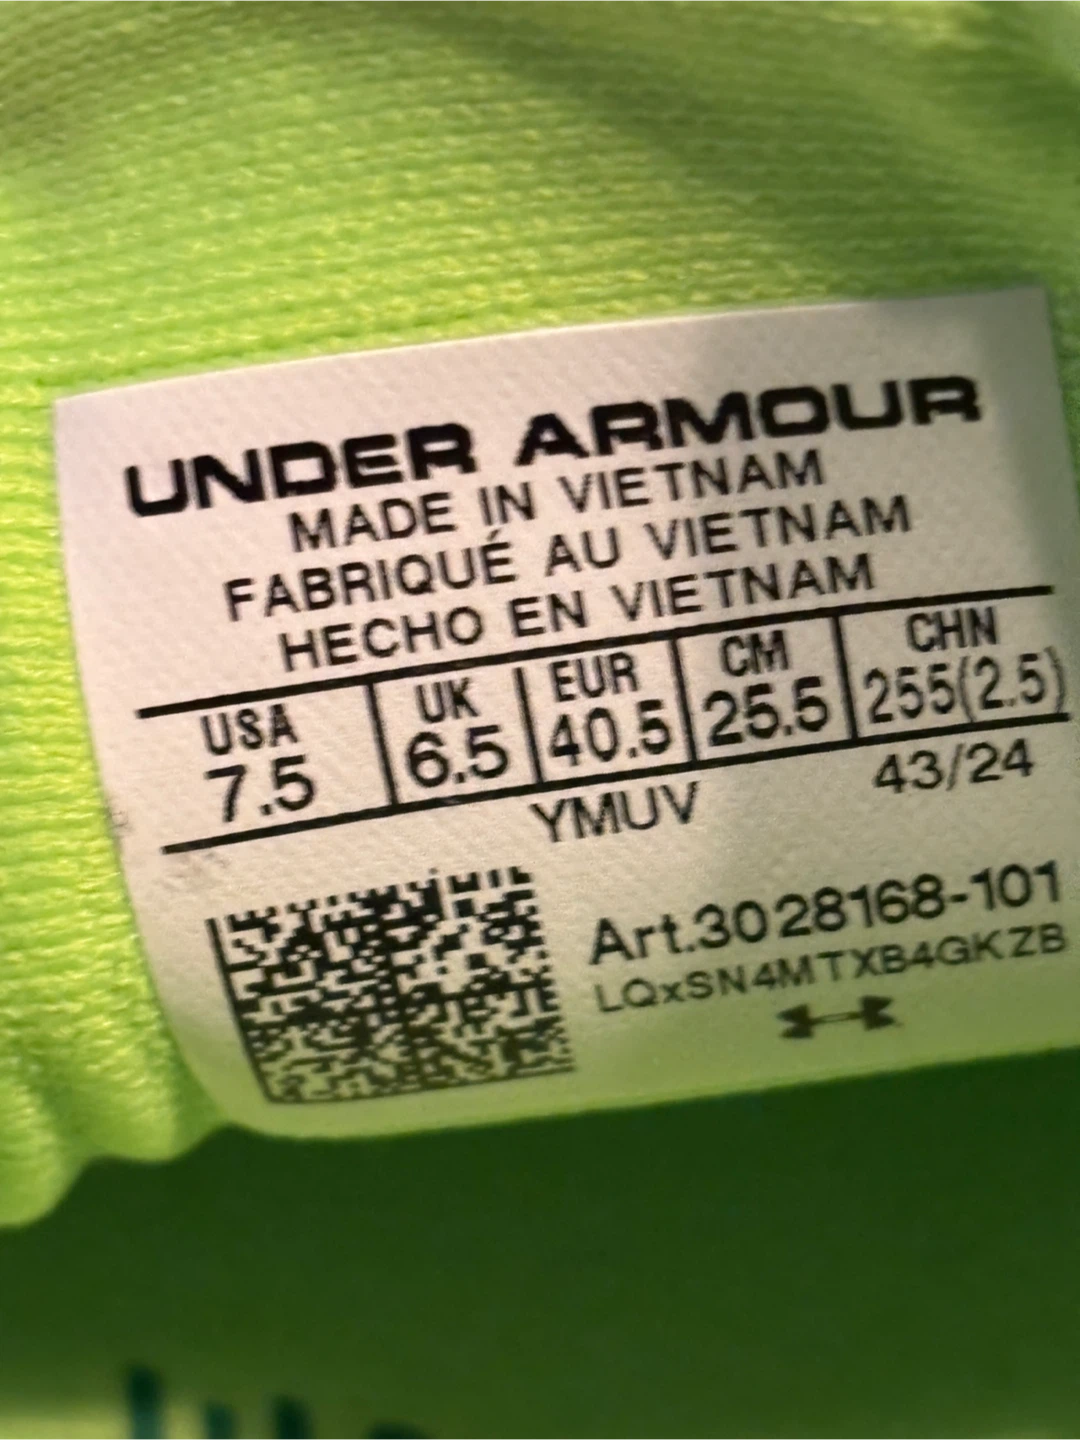 UNDER ARMOUR
MADE IN VIETNAM
FABRIQUÉ AU VIETNAM
HECHO EN VIETNAM
USA UK EUR CM CHN
7.5 6.5 40.5 25.5 255(2.5)
YMUV 43/24
Art.3028168-101
LQxSN4MTXB4GKZB